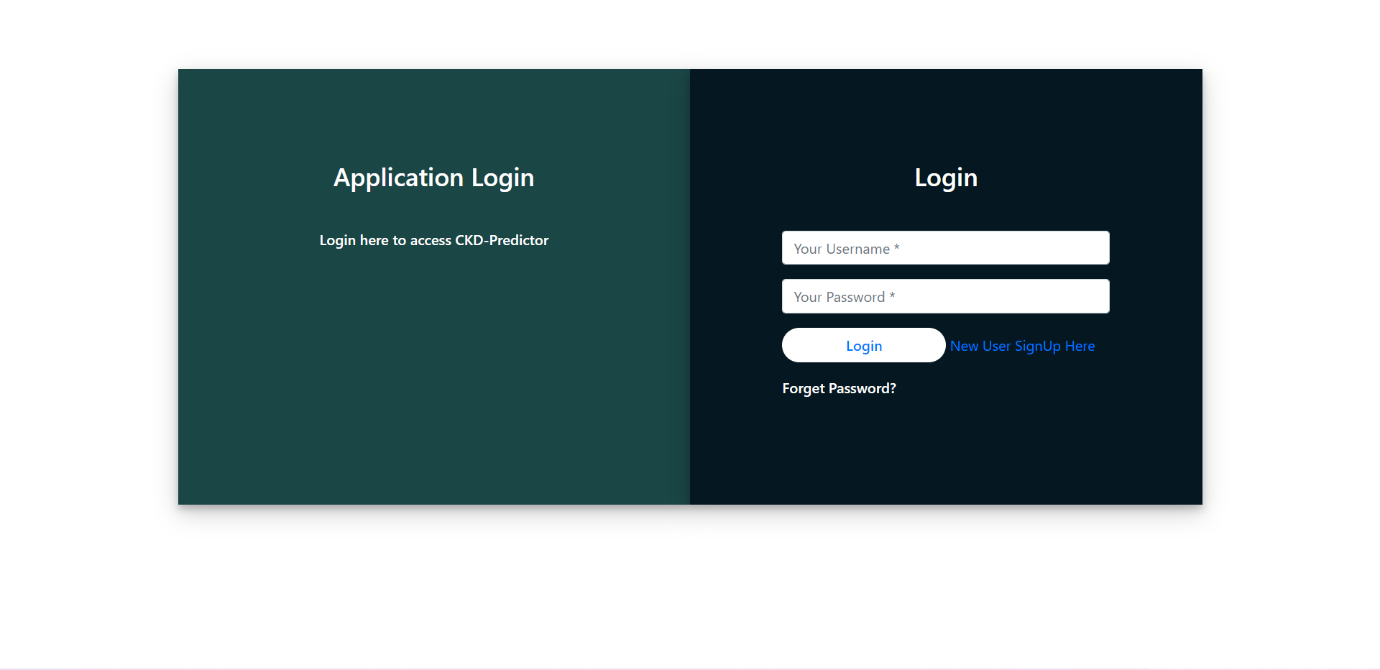 Application Login
Login here to access CKD-Predictor
Login
Your Username *
Your Password *
Login New User SignUp Here
Forget Password?